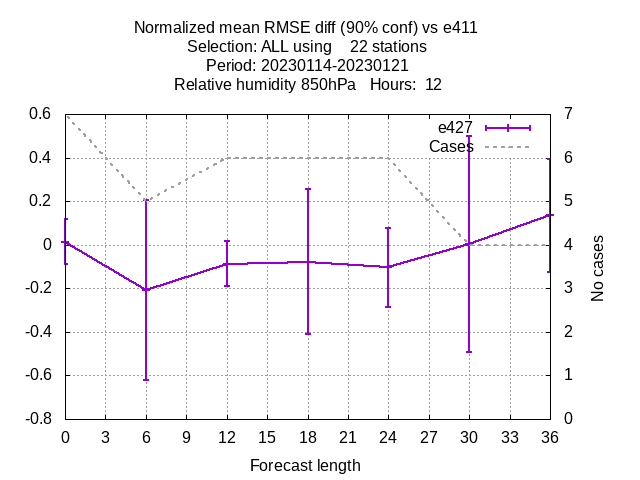 Normalized mean RMSE diff (90% conf) vs e411
Selection: ALL using    22 stations
Period: 20230114-20230121
Relative humidity 850hPa   Hours:  12
0.6
0.4
0.2
0
-0.2
-0.4
-0.6
-0.8
7
6
5
4
3
2
1
0
e427
Cases
No cases
0 3 6 9 12 15 18 21 24 27 30 33 36
Forecast length